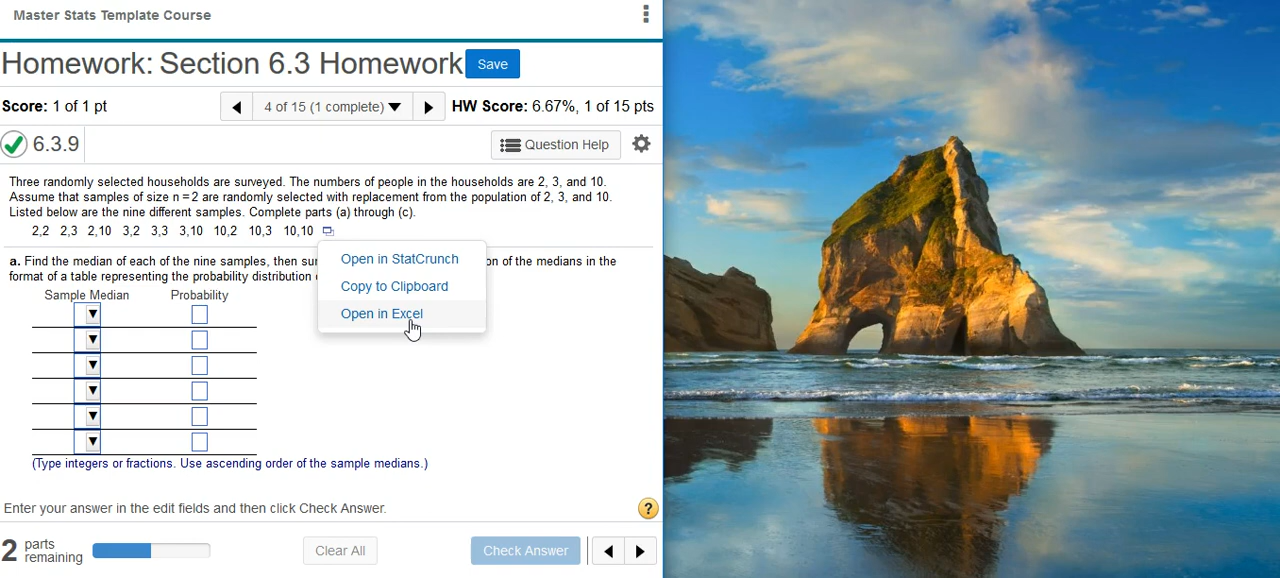 Master Stats Template Course
Homework: Section 6.3 Homework Save
Score: 1 of 1 pt 4 of 15 (1 complete) ▼ HW Score: 6.67%, 1 of 15 pts
6.3.9 Question Help
Three randomly selected households are surveyed. The numbers of people in the households are 2, 3, and 10.
Assume that samples of size n=2 are randomly selected with replacement from the population of 2, 3, and 10.
Listed below are the nine different samples. Complete parts (a) through (c).
2,2 2,3 2,10 3,2 3,3 3,10 10,2 10,3 10,10
Open in StatCrunch
Copy to Clipboard
Open in Excel
a. Find the median of each of the nine samples, then on of the medians in the
format of a table representing the probability distribution
Sample Median Probability
(Type integers or fractions. Use ascending order of the sample medians.)
Enter your answer in the edit fields and then click Check Answer.
?
2 parts remaining Clear All Check Answer